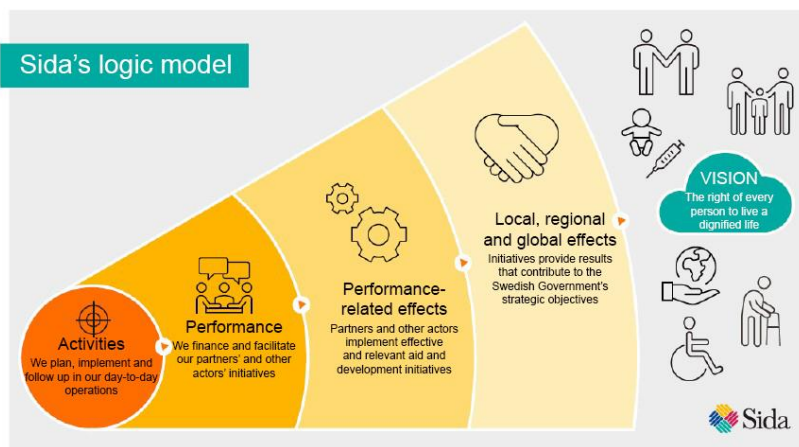 Sida's logic model
Activities
We plan, implement and
follow up in our day-to-day
operations
Performance
We finance and facilitate
our partners' and other
actors' initiatives
Performance-
related effects
Partners and other actors
implement effective
and relevant aid and
development initiatives
Local, regional
and global effects
Initiatives provide results
that contribute to the
Swedish Government's
strategic objectives
VISION
The right of every
person to live a
dignified life
Sida